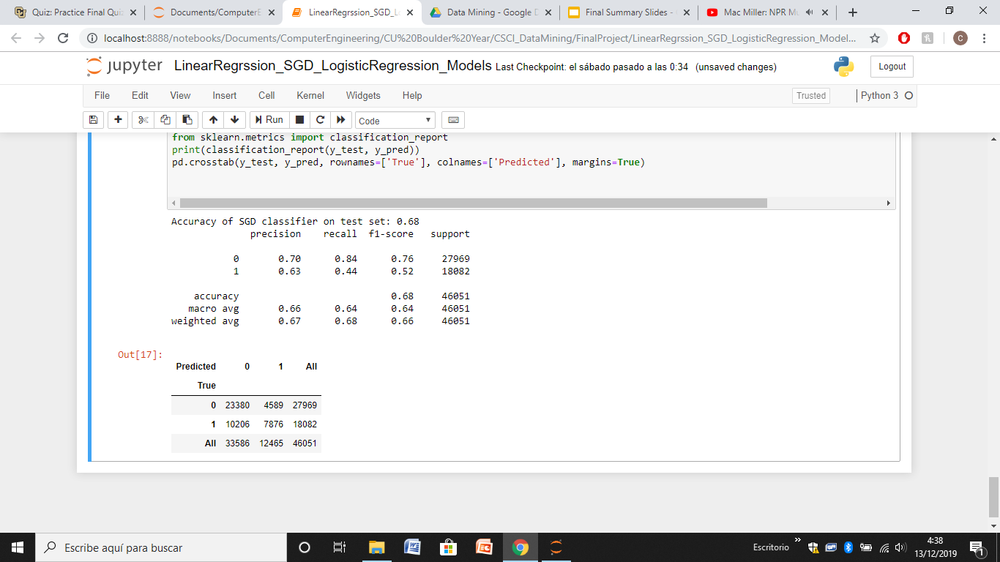 Quiz: Practice Final Quiz
Documents/ComputerE
LinearRegrssion_SGD_L
Data Mining - Google D
Final Summary Slides -
Mac Miller: NPR Mu
localhost:8888/notebooks/Documents/ComputerEngineering/CU%20Boulder%20Year/CSCI_DataMining/FinalProject/LinearRegrssion_SGD_LogisticRegression_Model...
C
jupyter LinearRegrssion_SGD_LogisticRegression_Models Last Checkpoint: el sábado pasado a las 0:34 (unsaved changes)
Logout
File Edit View Insert Cell Kernel Widgets Help
Trusted
Python 3
Run
Code
from sklearn.metrics import classification_report
print(classification_report(y_test, y_pred))
pd.crosstab(y_test, y_pred, rownames=['True'], colnames=['Predicted'], margins=True)
Accuracy of SGD classifier on test set: 0.68
precision recall f1-score support
0 0.70 0.84 0.76 27969
1 0.63 0.44 0.52 18082
accuracy 0.68 46051
macro avg 0.66 0.64 0.64 46051
weighted avg 0.67 0.68 0.66 46051
Out[17]:
Predicted 0 1 All
True
0 23380 4589 27969
1 10206 7876 18082
All 33586 12465 46051
Escribe aquí para buscar
Escritorio
4:38
13/12/2019
1